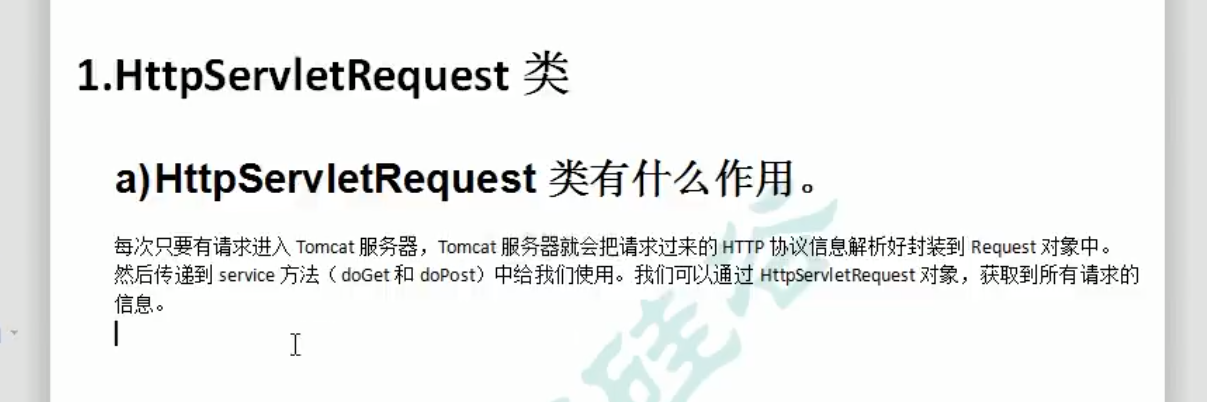 1.HttpServletRequest 类
a)HttpServletRequest 类有什么作用。
每次只要有请求进入 Tomcat 服务器，Tomcat 服务器就会把请求过来的 HTTP 协议信息解析好封装到 Request 对象中。
然后传递到 service 方法（ doGet 和 doPost）中给我们使用。我们可以通过 HttpServletRequest 对象，获取到所有请求的
信息。
硅谷